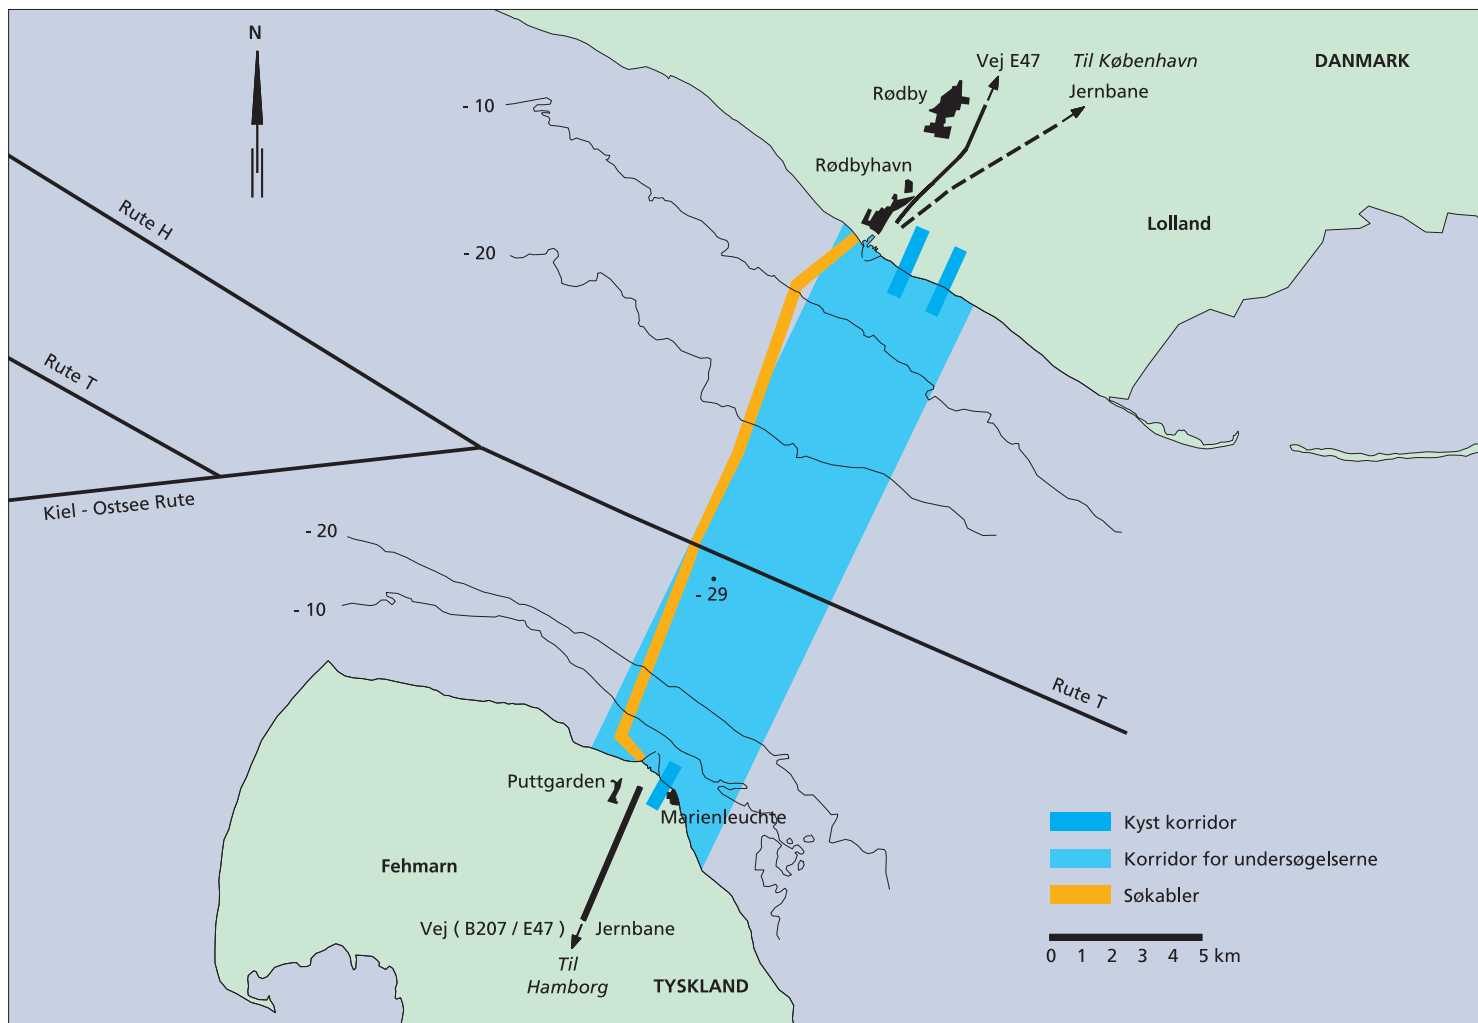 N
Vej E47
Til København
DANMARK
Jernbane
Rødby
- 10
Rødbyhavn
Rute H
Lolland
- 20
Rute T
Kiel - Ostsee Rute
- 20
- 29
- 10
Rute T
Puttgarden
Marienleuchte
Kyst korridor
Korridor for undersøgelserne
Fehmarn
Søkabler
Vej ( B207 / E47 )
Jernbane
0 1 2 3 4 5 km
Til
Hamborg
TYSKLAND